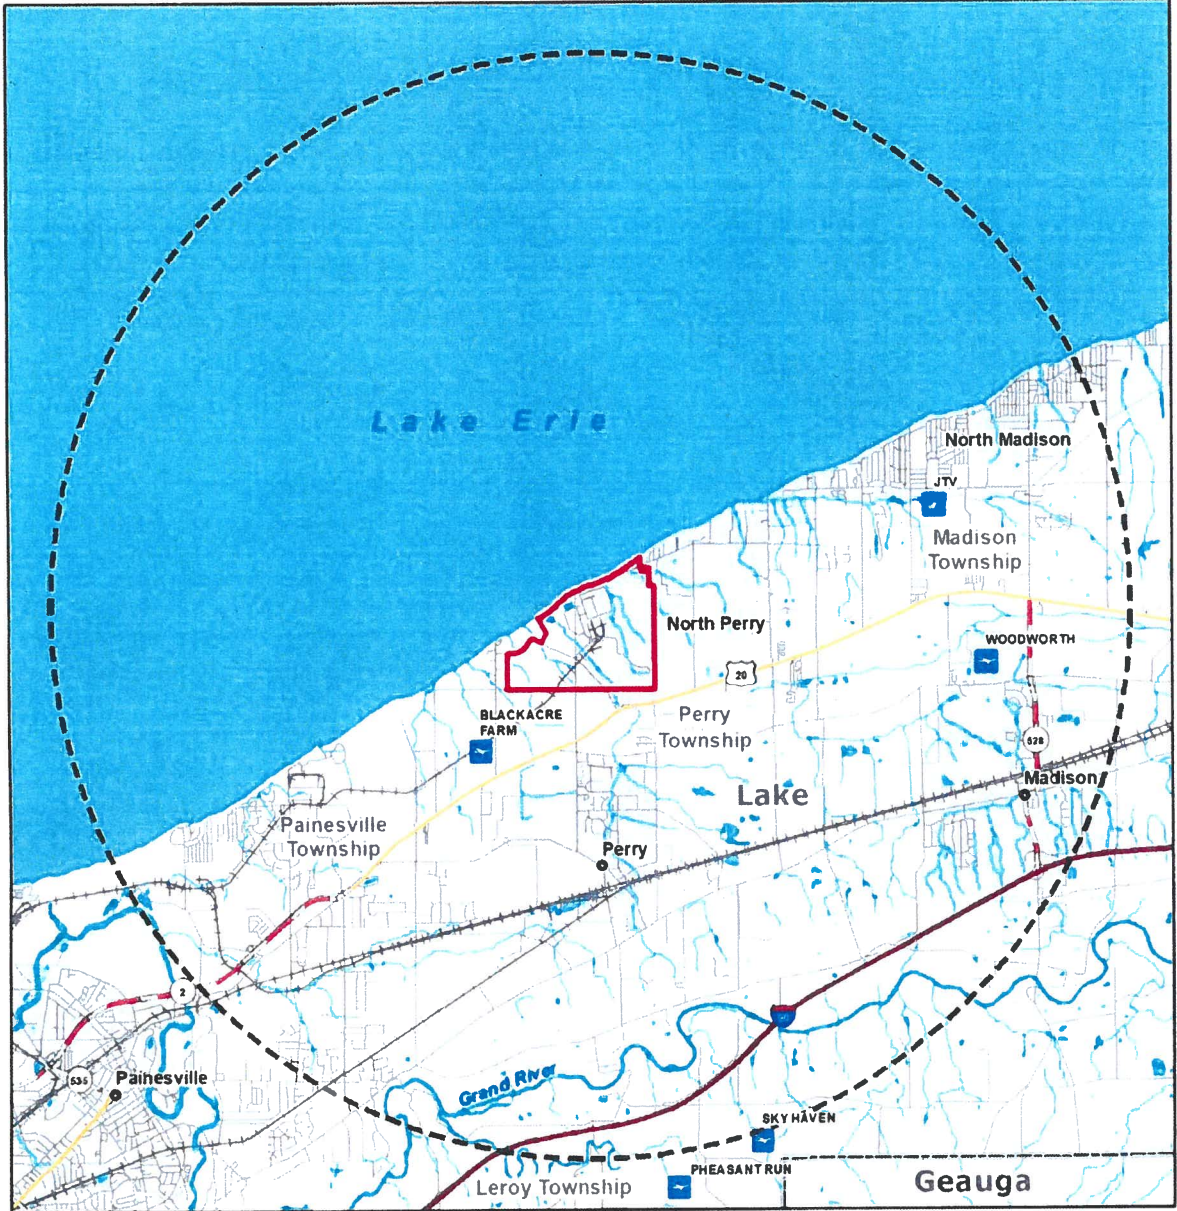 Lake Erie
North Madison
JTV
Madison
Township
North Perry
WOODWORTH
20
BLACKACRE
FARM
Perry
Township
528
Madison
Lake
Painesville
Township
Perry
2
535
Painesville
Grand River
SKY HAVEN
PHEASANT RUN
Leroy Township
Geauga